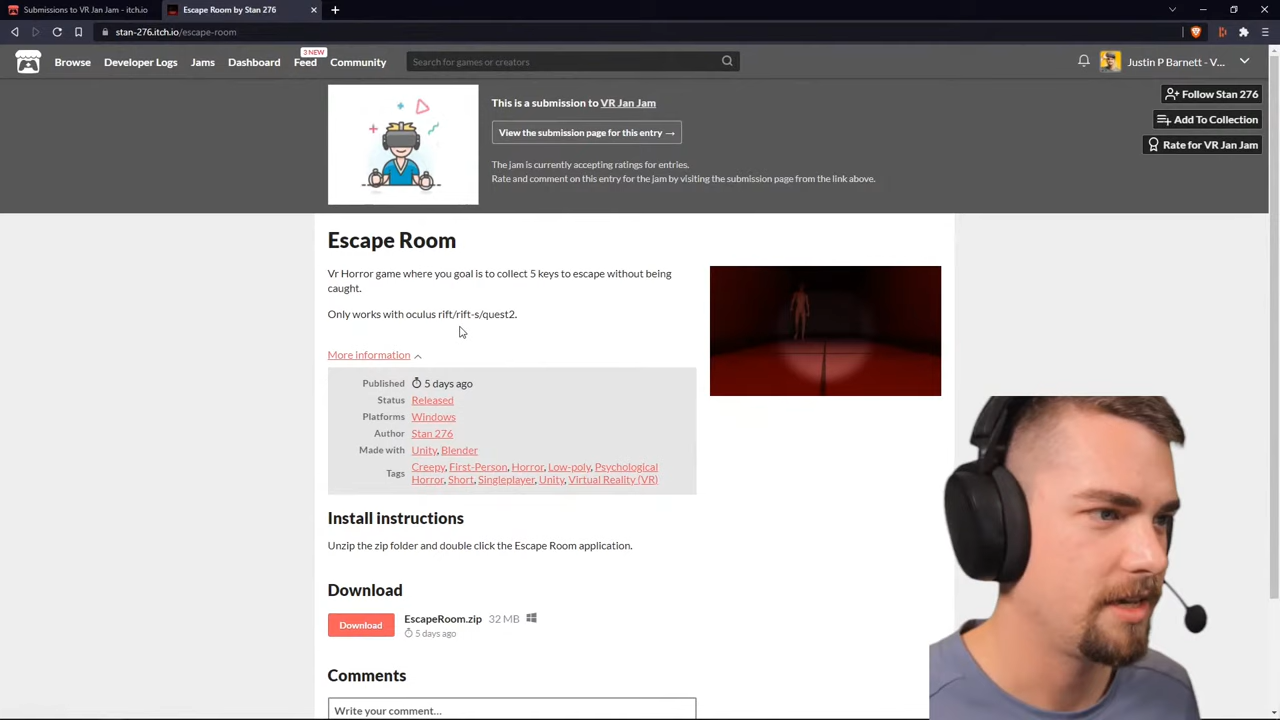 Submissions to VR Jan Jam - itch.io
Escape Room by Stan 276
stan-276.itch.io/escape-room
3 NEW
Browse Developer Logs Jams Dashboard Feed Community Search for games or creators Justin P Barnett - V...
This is a submission to VR Jan Jam
View the submission page for this entry →
The jam is currently accepting ratings for entries.
Rate and comment on this entry for the jam by visiting the submission page from the link above.
Follow Stan 276
Add To Collection
Rate for VR Jan Jam
Escape Room
Vr Horror game where you goal is to collect 5 keys to escape without being
caught.
Only works with oculus rift/rift-s/quest2.
More information
Published 5 days ago
Status Released
Platforms Windows
Author Stan 276
Made with Unity, Blender
Tags Creepy, First-Person, Horror, Low-poly, Psychological
Horror, Short, Singleplayer, Unity, Virtual Reality (VR)
Install instructions
Unzip the zip folder and double click the Escape Room application.
Download
Download EscapeRoom.zip 32 MB
5 days ago
Comments
Write your comment...